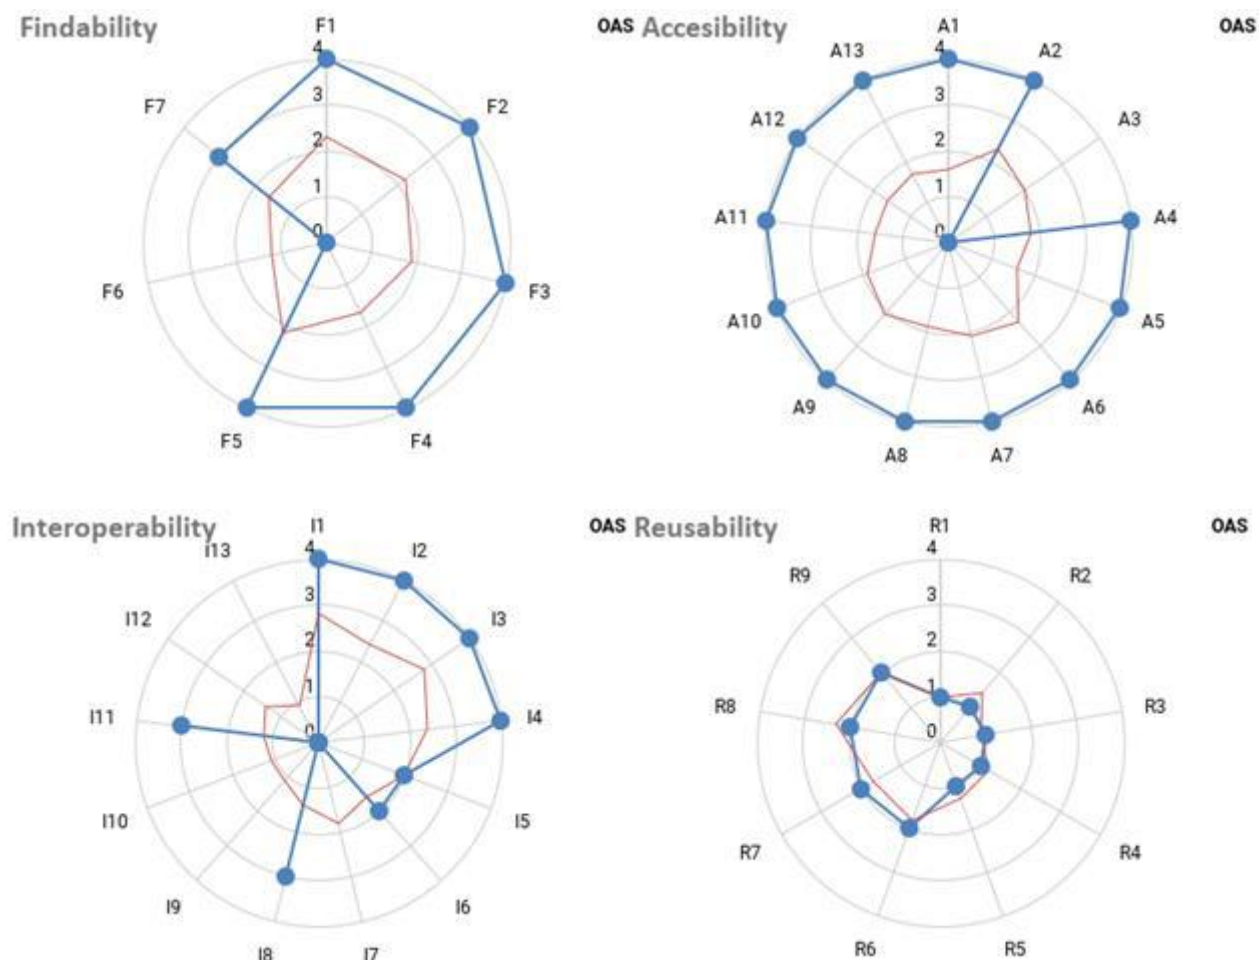 Findability
OAS
F1
F2
F3
F4
F5
F6
F7
4
3
2
1
0
Accesibility
OAS
A1
A2
A3
A4
A5
A6
A7
A8
A9
A10
A11
A12
A13
4
3
2
1
0
Interoperability
OAS
I1
I2
I3
I4
I5
I6
I7
I8
I9
I10
I11
I12
I13
4
3
2
1
0
Reusability
OAS
R1
R2
R3
R4
R5
R6
R7
R8
R9
4
3
2
1
0